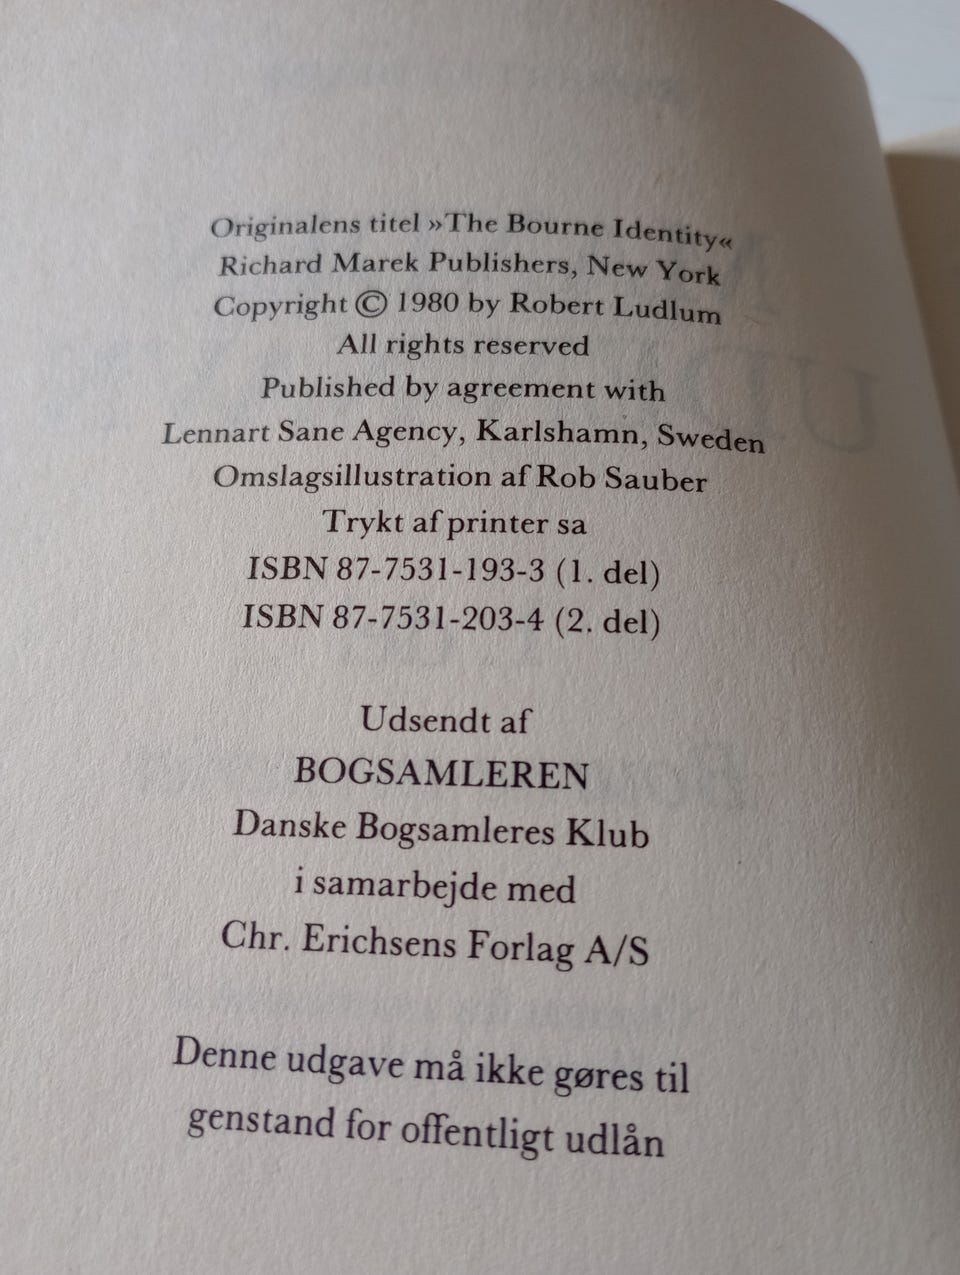 Originalens titel »The Bourne Identity«
Richard Marek Publishers, New York
Copyright © 1980 by Robert Ludlum
All rights reserved
Published by agreement with
Lennart Sane Agency, Karlshamn, Sweden
Omslagsillustration af Rob Sauber
Trykt af printer sa
ISBN 87-7531-193-3 (1. del)
ISBN 87-7531-203-4 (2. del)
Udsendt af
BOGSAMLEREN
Danske Bogsamleres Klub
i samarbejde med
Chr. Erichsens Forlag A/S
Denne udgave må ikke gøres til
genstand for offentligt udlån